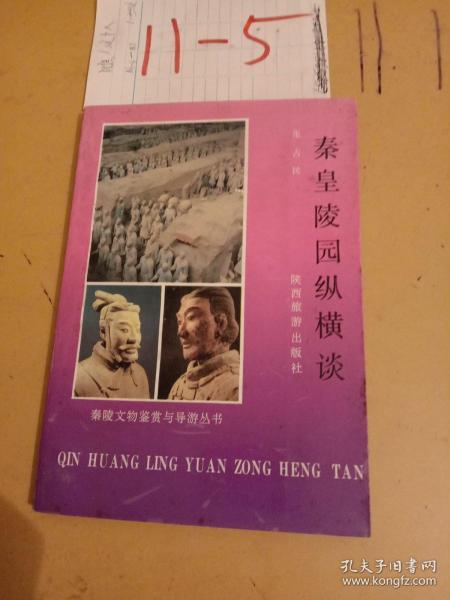 11-5
秦皇陵园纵横谈
张占民
陕西旅游出版社
秦陵文物鉴赏与导游丛书
QIN HUANG LING YUAN ZONG HENG TAN
孔夫子旧书网
www.kongfz.com